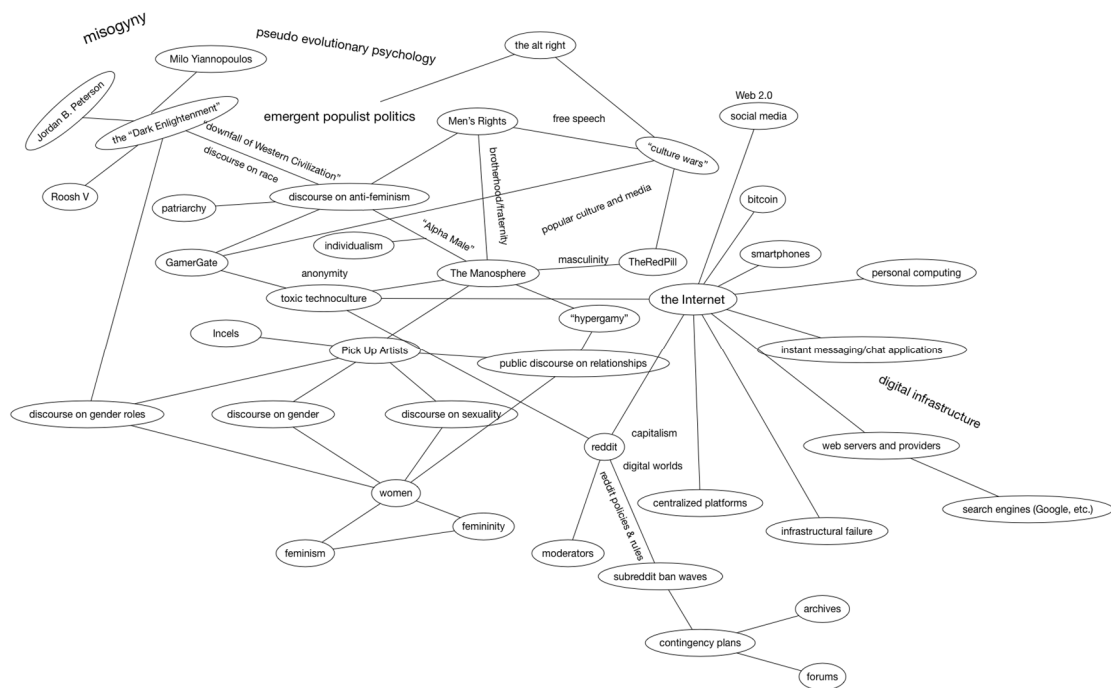 misogyny
pseudo evolutionary psychology
the alt right
Milo Yiannopoulos
Jordan B. Peterson
the “Dark Enlightenment”
Web 2.0
social media
emergent populist politics
Men's Rights
free speech
“culture wars”
“downfall of Western Civilization”
discourse on race
brotherhood/fraternity
Roosh V
patriarchy
discourse on anti-feminism
popular culture and media
bitcoin
individualism
“Alpha Male”
GamerGate
anonymity
The Manosphere
masculinity
TheRedPill
smartphones
personal computing
toxic technoculture
the Internet
“hypergamy”
Incels
Pick Up Artists
public discourse on relationships
instant messaging/chat applications
digital infrastructure
discourse on gender roles
discourse on gender
discourse on sexuality
reddit
capitalism
digital worlds
web servers and providers
women
reddit policies & rules
centralized platforms
search engines (Google, etc.)
femininity
infrastructural failure
feminism
moderators
subreddit ban waves
archives
contingency plans
forums